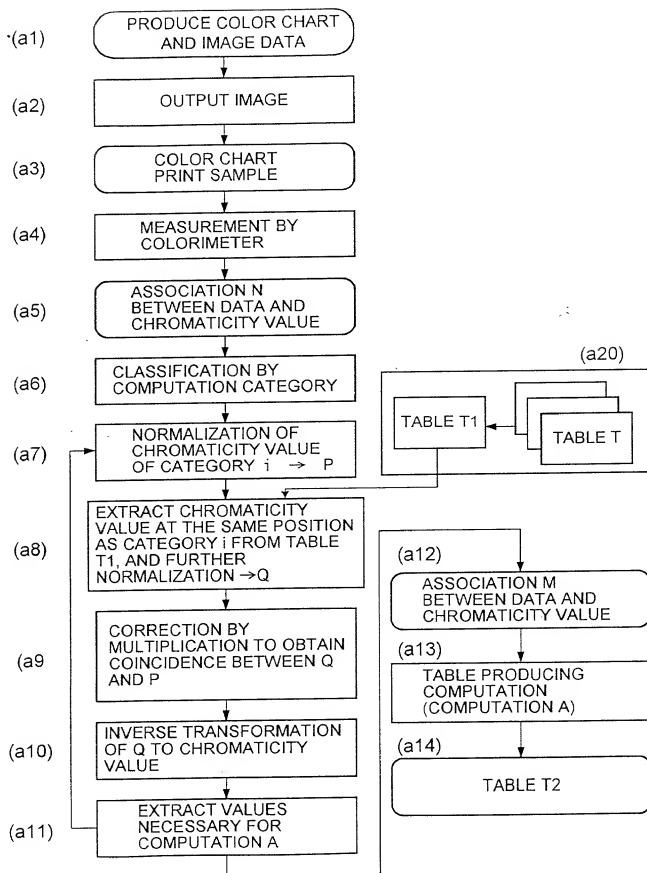 (a1)
PRODUCE COLOR CHART
AND IMAGE DATA
(a2)
OUTPUT IMAGE
(a3)
COLOR CHART
PRINT SAMPLE
(a4)
MEASUREMENT BY
COLORIMETER
(a5)
ASSOCIATION N
BETWEEN DATA AND
CHROMATICITY VALUE
(a6)
CLASSIFICATION BY
COMPUTATION CATEGORY
(a7)
NORMALIZATION OF
CHROMATICITY VALUE
OF CATEGORY i → P
(a20)
TABLE T1
TABLE T
(a8)
EXTRACT CHROMATICITY
VALUE AT THE SAME POSITION
AS CATEGORY i FROM TABLE
T1, AND FURTHER
NORMALIZATION →Q
(a9)
CORRECTION BY
MULTIPLICATION TO OBTAIN
COINCIDENCE BETWEEN Q
AND P
(a10)
INVERSE TRANSFORMATION
OF Q TO CHROMATICITY
VALUE
(a11)
EXTRACT VALUES
NECESSARY FOR
COMPUTATION A
(a12)
ASSOCIATION M
BETWEEN DATA AND
CHROMATICITY VALUE
(a13)
TABLE PRODUCING
COMPUTATION
(COMPUTATION A)
(a14)
TABLE T2